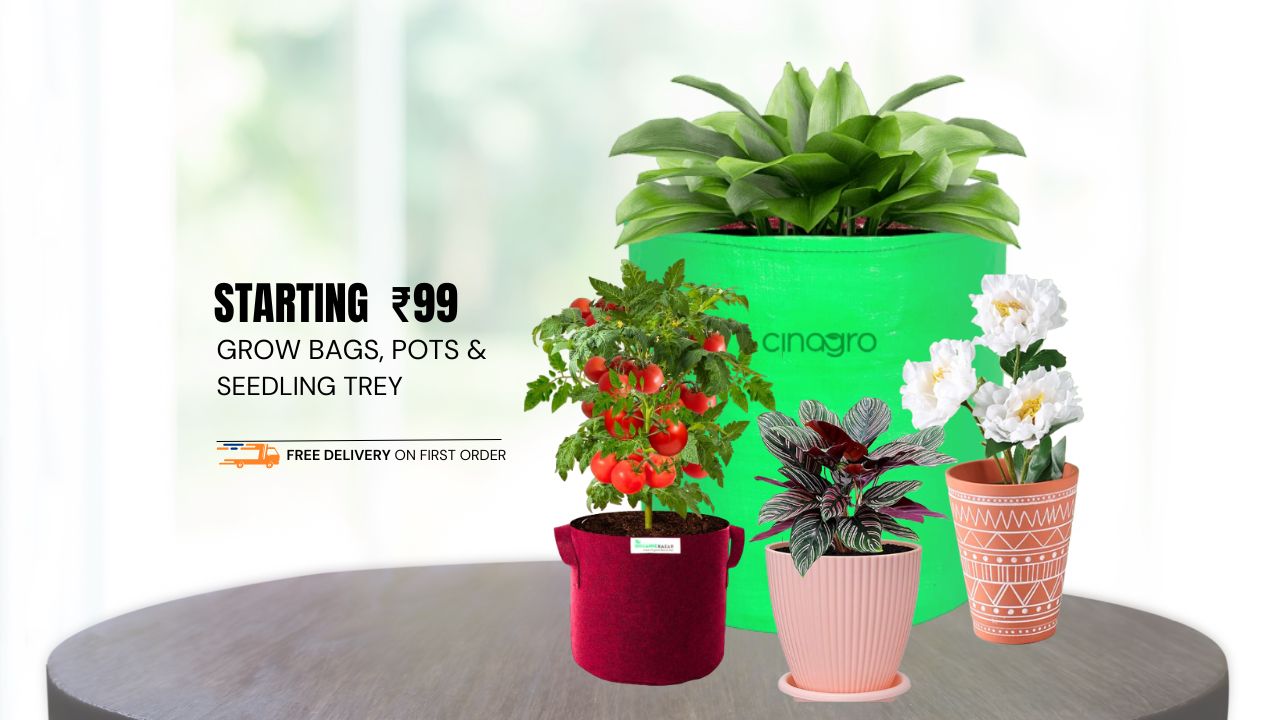 STARTING ₹99
GROW BAGS, POTS &
SEEDLING TREY
FREE DELIVERY ON FIRST ORDER
cinagro